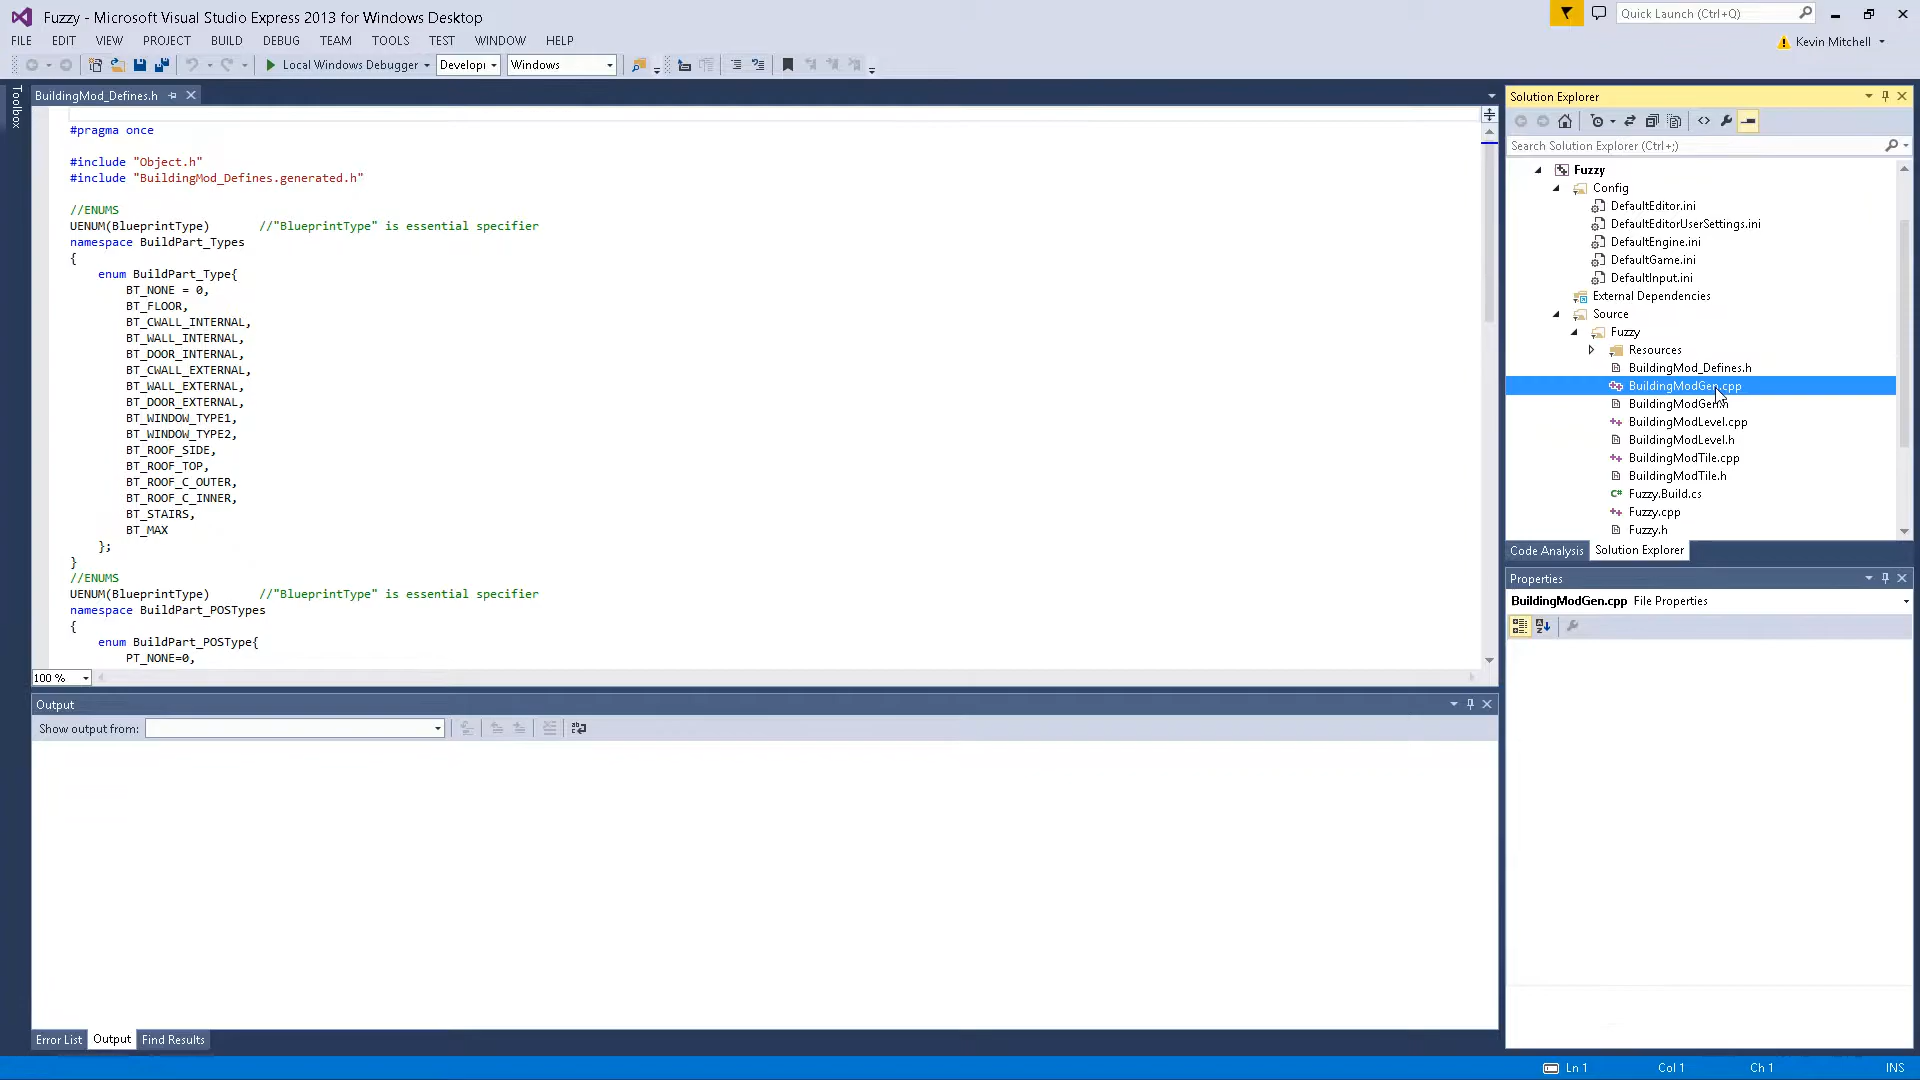 Fuzzy - Microsoft Visual Studio Express 2013 for Windows Desktop
Quick Launch (Ctrl+Q)
FILE EDIT VIEW PROJECT BUILD DEBUG TEAM TOOLS TEST WINDOW HELP
Kevin Mitchell
Local Windows Debugger Developi Windows
Toolbox
BuildingMod_Defines.h
#pragma once
#include "Object.h"
#include "BuildingMod_Defines.generated.h"
//ENUMS
UENUM(BlueprintType) //"BlueprintType" is essential specifier
namespace BuildPart_Types
{
enum BuildPart_Type{
BT_NONE = 0,
BT_FLOOR,
BT_CWALL_INTERNAL,
BT_WALL_INTERNAL,
BT_DOOR_INTERNAL,
BT_CWALL_EXTERNAL,
BT_WALL_EXTERNAL,
BT_DOOR_EXTERNAL,
BT_WINDOW_TYPE1,
BT_WINDOW_TYPE2,
BT_ROOF_SIDE,
BT_ROOF_TOP,
BT_ROOF_C_OUTER,
BT_ROOF_C_INNER,
BT_STAIRS,
BT_MAX
};
}
//ENUMS
UENUM(BlueprintType) //"BlueprintType" is essential specifier
namespace BuildPart_POSTypes
{
enum BuildPart_POSType{
PT_NONE=0,
100 %
Output
Show output from:
Error List Output Find Results
Solution Explorer
Search Solution Explorer (Ctrl+;)
Fuzzy
Config
DefaultEditor.ini
DefaultEditorUserSettings.ini
DefaultEngine.ini
DefaultGame.ini
DefaultInput.ini
External Dependencies
Source
Fuzzy
Resources
BuildingMod_Defines.h
BuildingModGen.cpp
BuildingModGen.h
BuildingModLevel.cpp
BuildingModLevel.h
BuildingModTile.cpp
BuildingModTile.h
Fuzzy.Build.cs
Fuzzy.cpp
Fuzzy.h
Code Analysis Solution Explorer
Properties
BuildingModGen.cpp File Properties
Ln 1 Col 1 Ch 1 INS